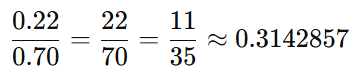 0.22/0.70 = 22/70 = 11/35 ≈ 0.3142857